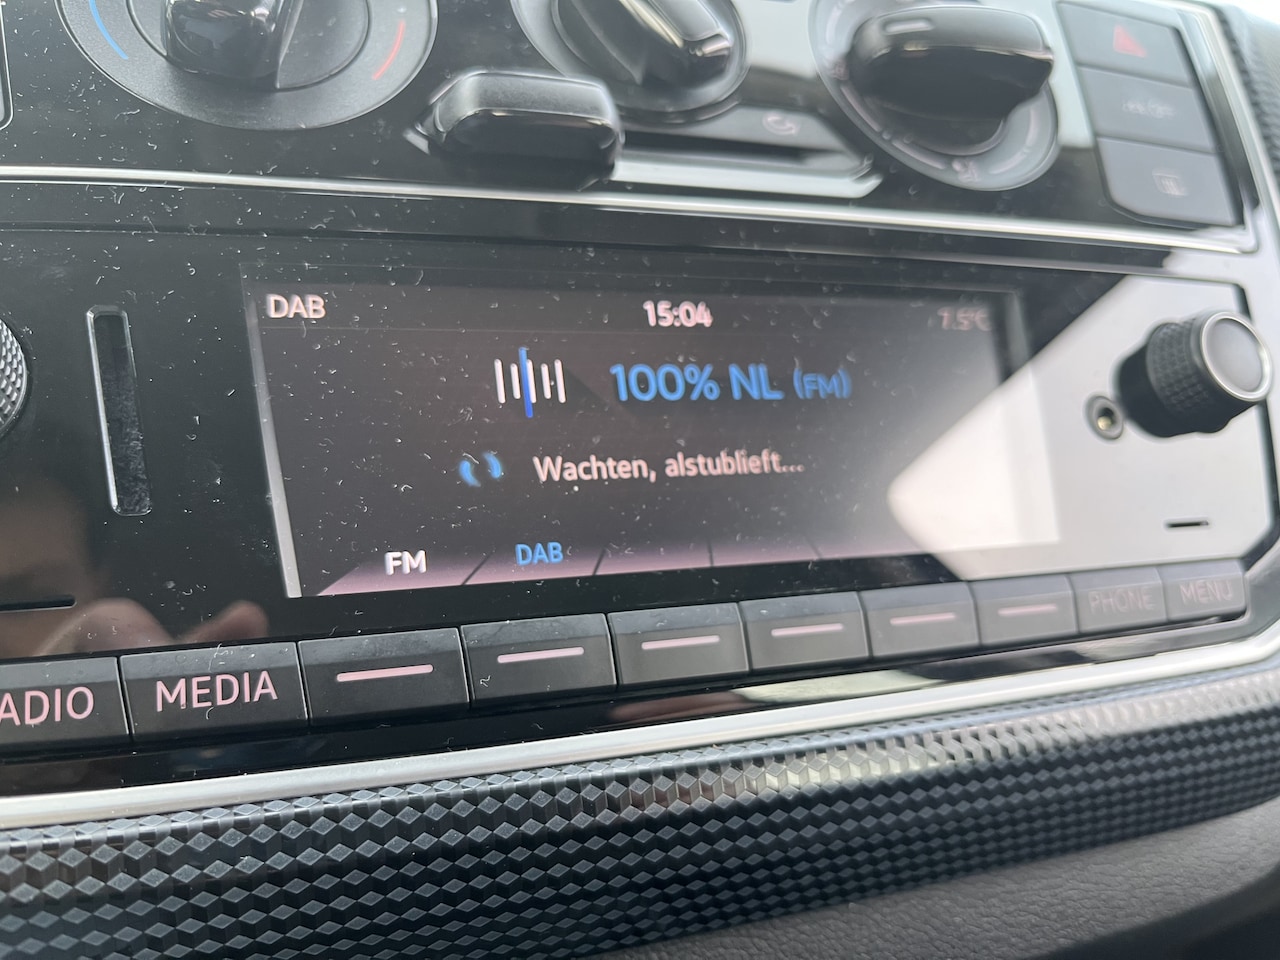 DAB 15:04 7.5°C
100% NL (FM)
Wachten, alstublieft...
FM DAB
ADIO MEDIA PHONE MENU